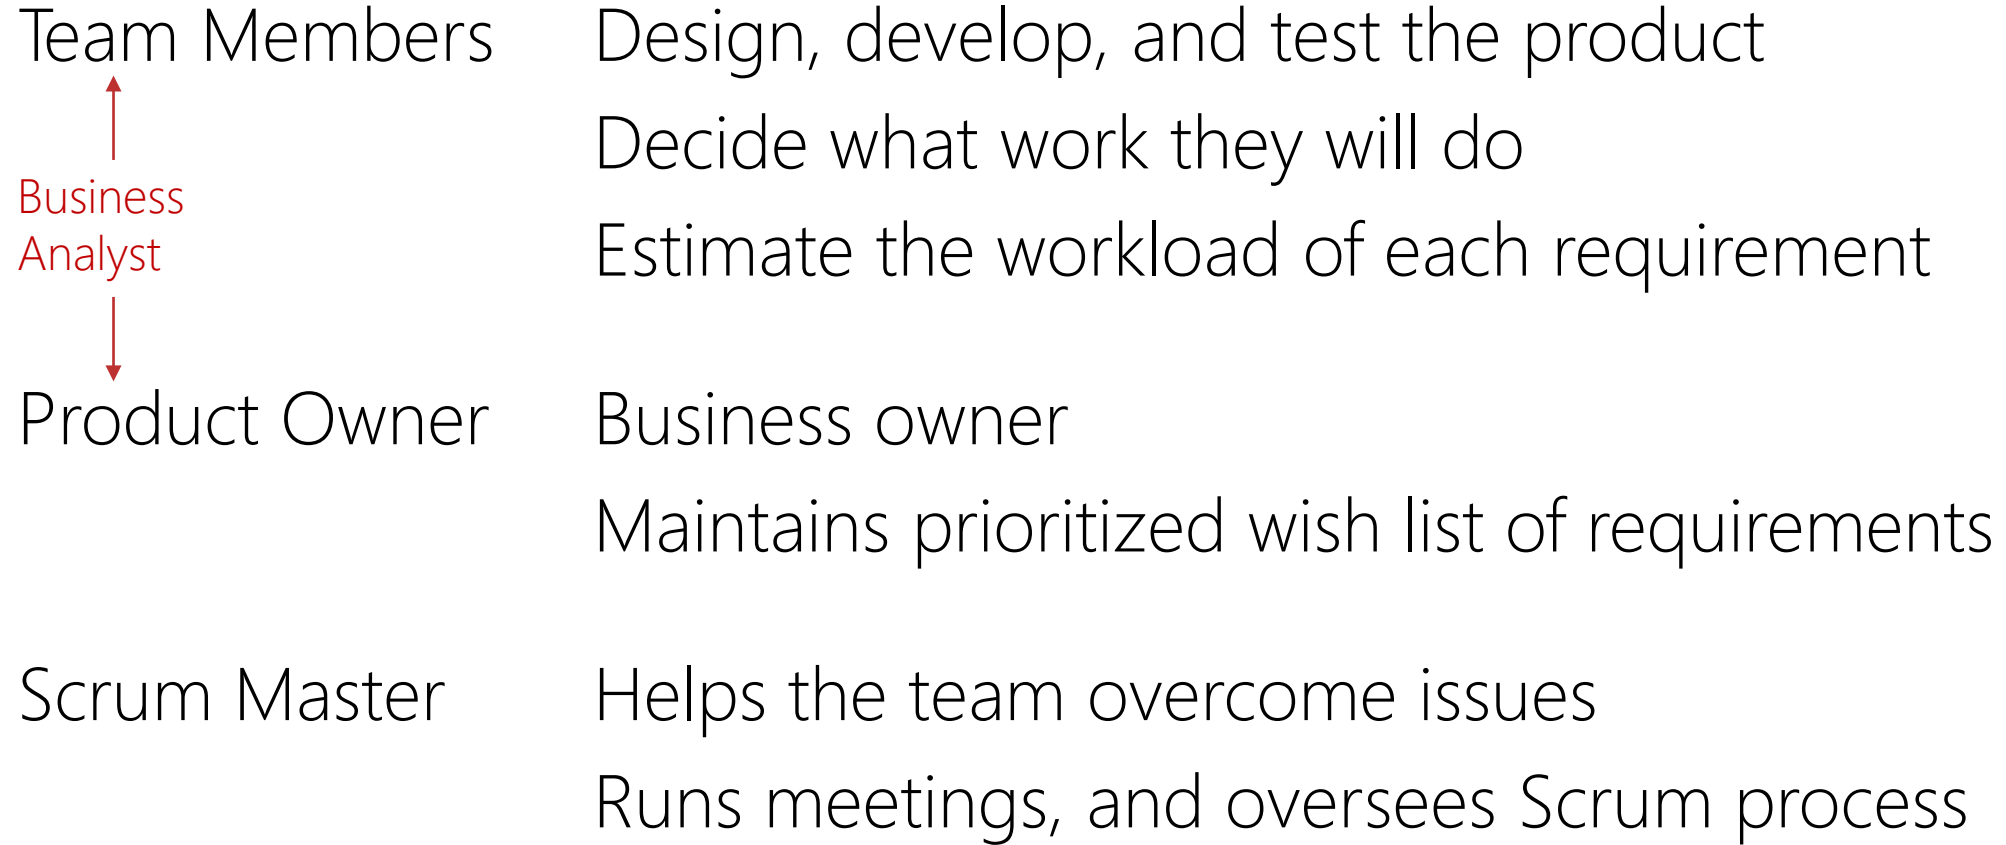 Team Members
Design, develop, and test the product
Decide what work they will do
Estimate the workload of each requirement
Business
Analyst
Product Owner
Business owner
Maintains prioritized wish list of requirements
Scrum Master
Helps the team overcome issues
Runs meetings, and oversees Scrum process